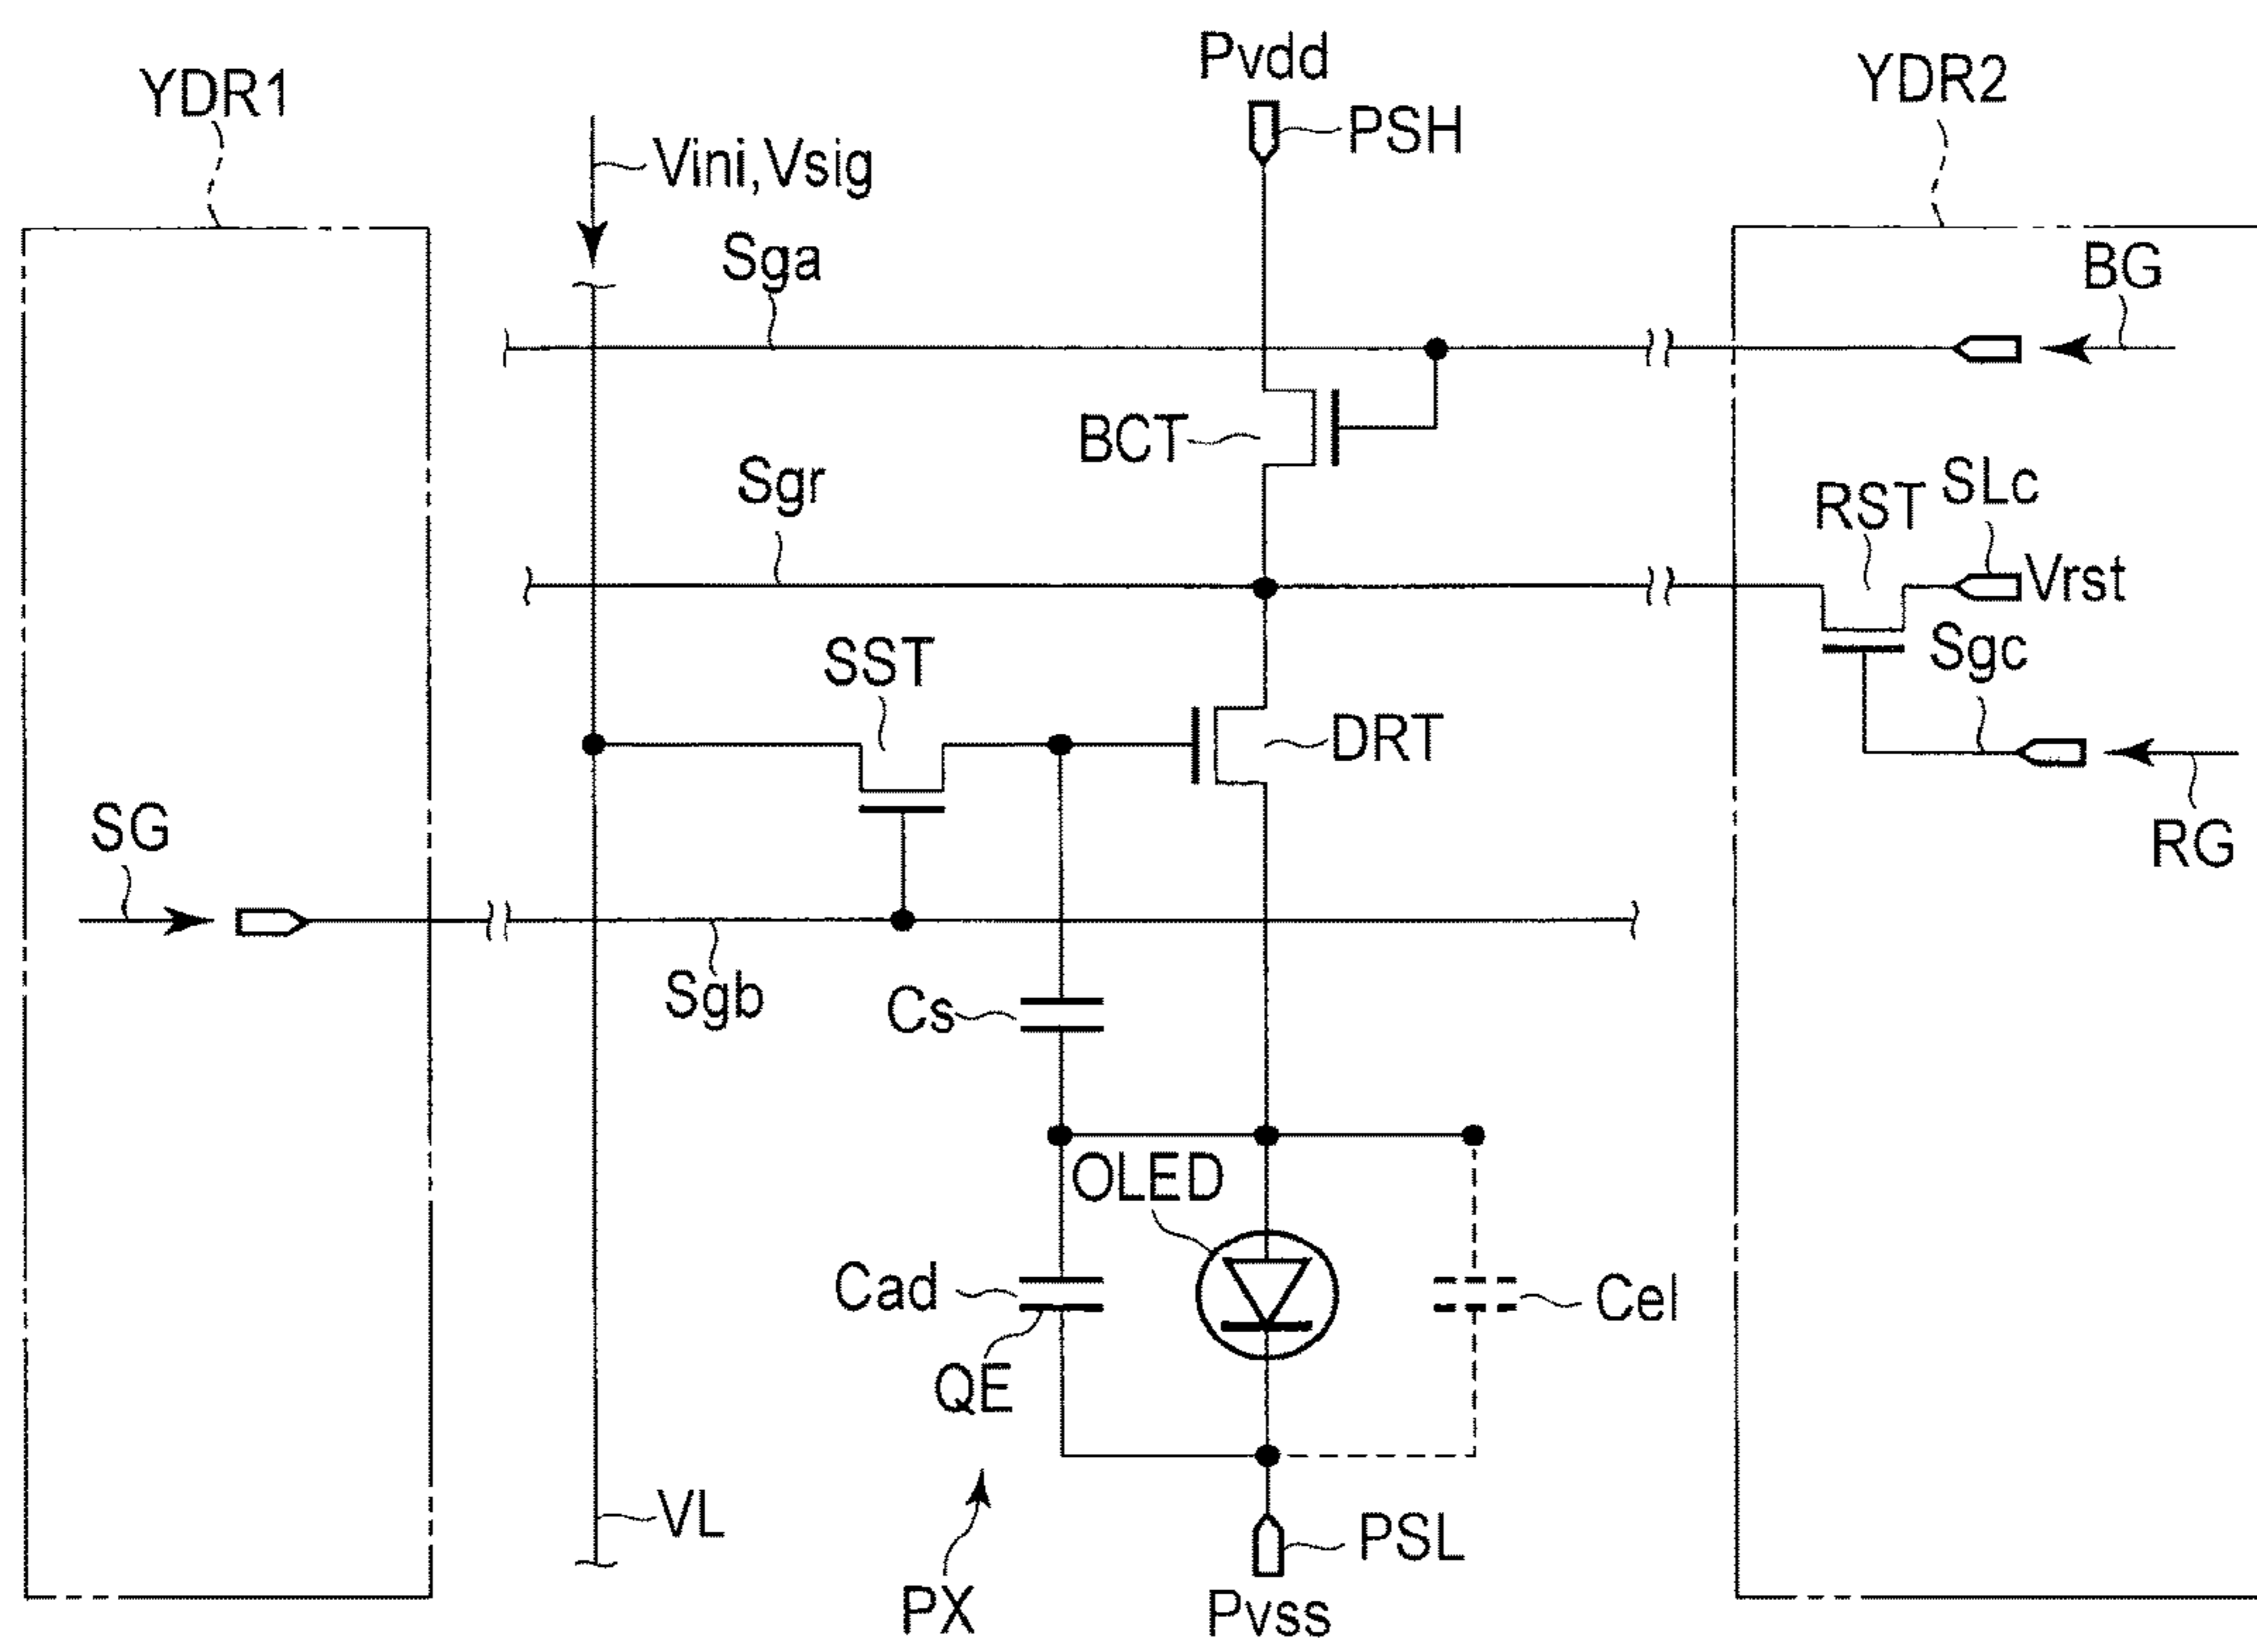 Pvdd
YDR1
PSH
YDR2
Vini,Vsig
Sga
BG
BCT
Sgr
RST
SLc
Vrst
SST
Sgc
DRT
SG
RG
Sgb
Cs
OLED
Cad
Cel
QE
VL
PSL
PX
Pvss